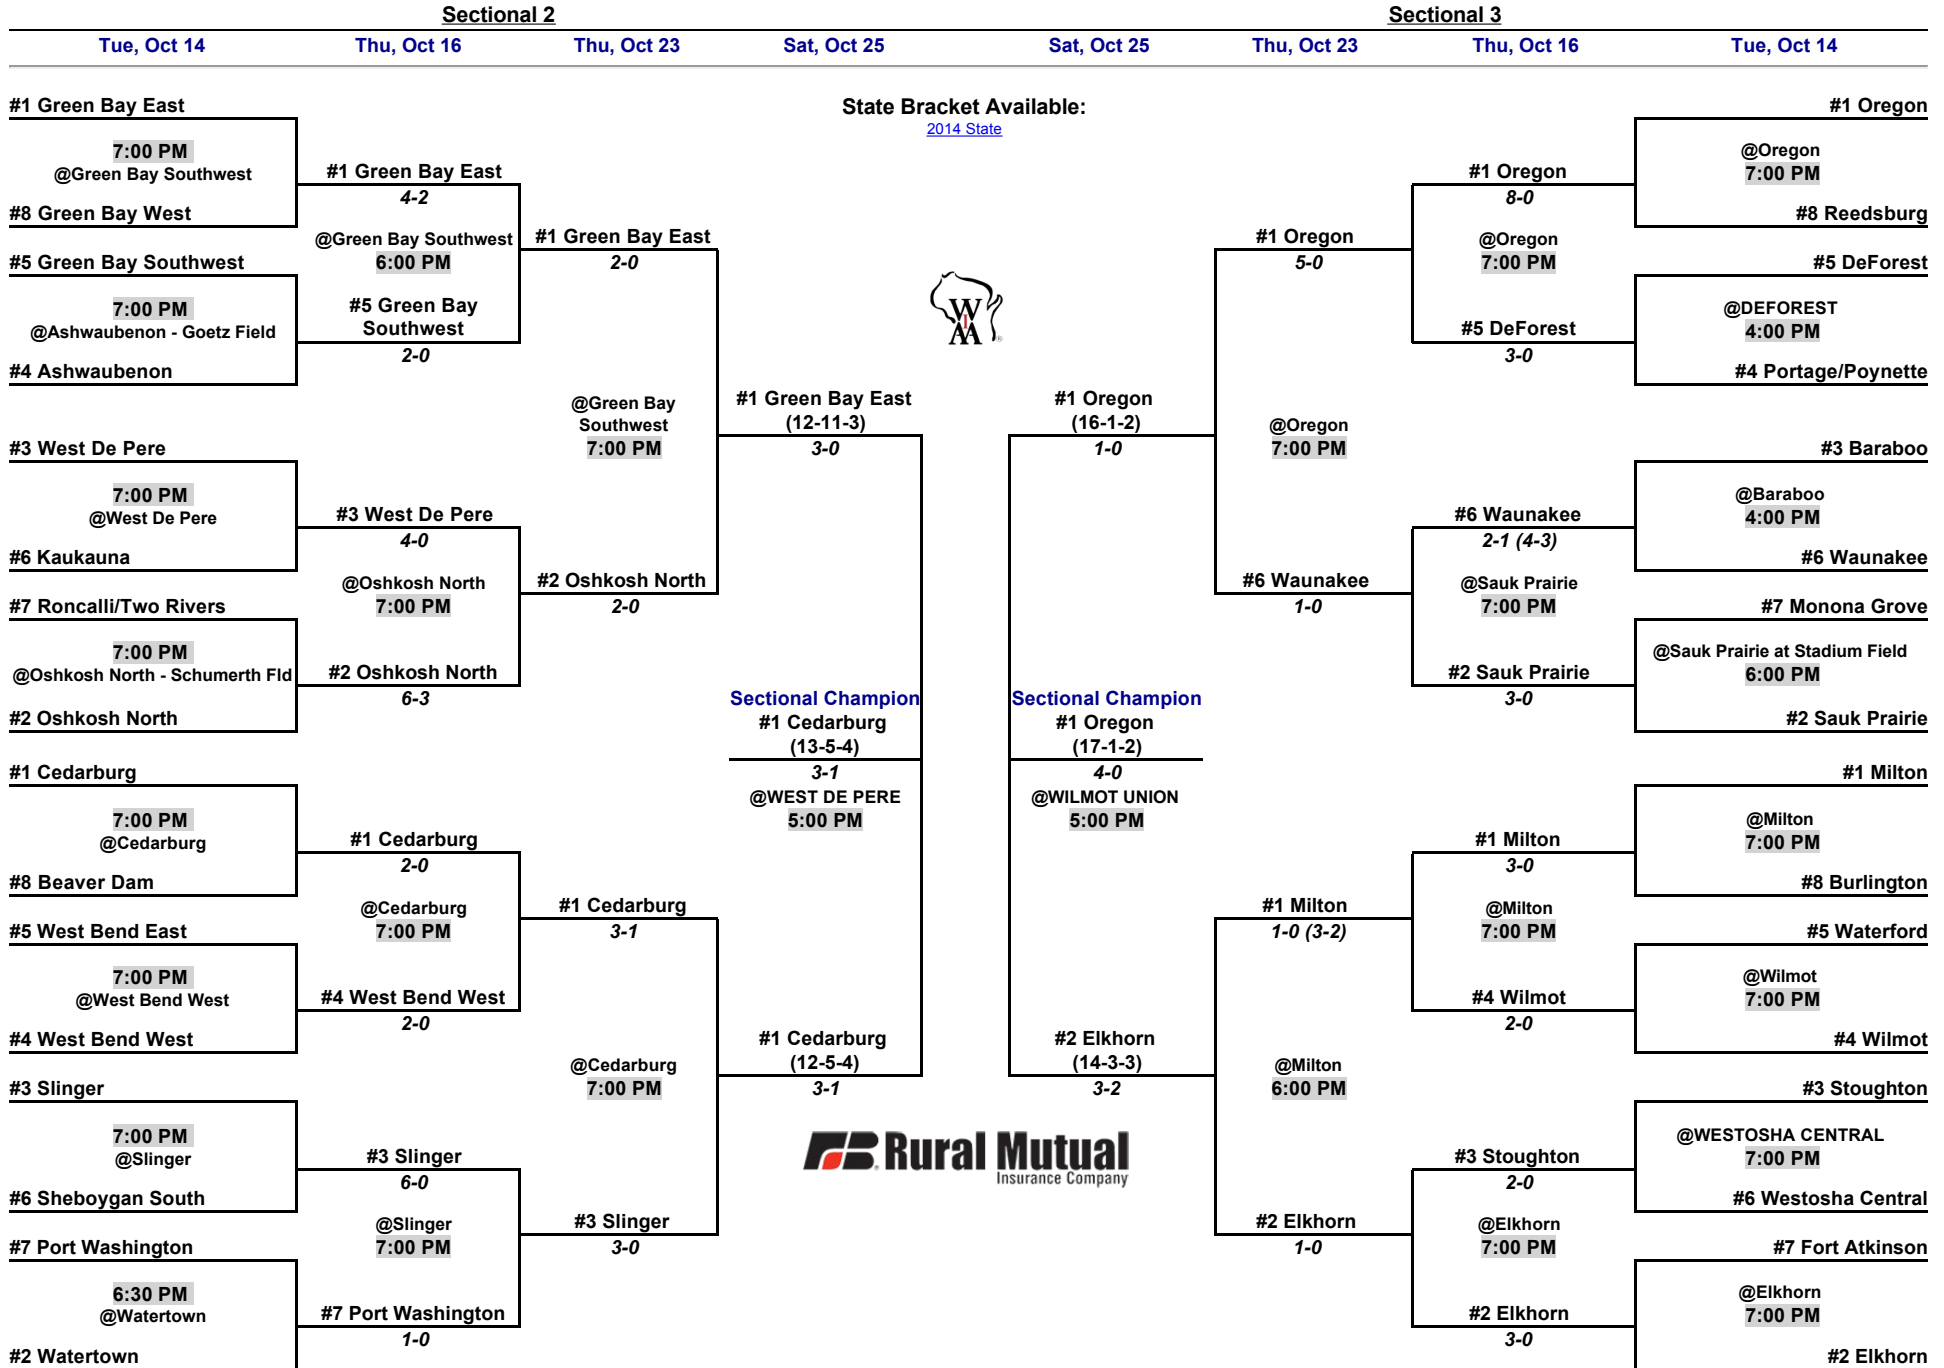 Sectional 2
Sectional 3
Tue, Oct 14
Thu, Oct 16
Thu, Oct 23
Sat, Oct 25
Sat, Oct 25
Thu, Oct 23
Thu, Oct 16
Tue, Oct 14
State Bracket Available:
2014 State
#1 Green Bay East
7:00 PM
@Green Bay Southwest
#8 Green Bay West
#5 Green Bay Southwest
7:00 PM
@Ashwaubenon - Goetz Field
#4 Ashwaubenon
#3 West De Pere
7:00 PM
@West De Pere
#6 Kaukauna
#7 Roncalli/Two Rivers
7:00 PM
@Oshkosh North - Schumerth Fld
#2 Oshkosh North
#1 Cedarburg
7:00 PM
@Cedarburg
#8 Beaver Dam
#5 West Bend East
7:00 PM
@West Bend West
#4 West Bend West
#3 Slinger
7:00 PM
@Slinger
#6 Sheboygan South
#7 Port Washington
6:30 PM
@Watertown
#2 Watertown
#1 Green Bay East
4-2
@Green Bay Southwest
6:00 PM
#5 Green Bay
Southwest
2-0
#3 West De Pere
4-0
@Oshkosh North
7:00 PM
#2 Oshkosh North
6-3
#1 Cedarburg
2-0
@Cedarburg
7:00 PM
#4 West Bend West
2-0
#3 Slinger
6-0
@Slinger
7:00 PM
#7 Port Washington
1-0
#1 Green Bay East
2-0
@Green Bay
Southwest
7:00 PM
#2 Oshkosh North
2-0
#1 Cedarburg
3-1
@Cedarburg
7:00 PM
#3 Slinger
3-0
#1 Green Bay East
(12-11-3)
3-0
Sectional Champion
#1 Cedarburg
(13-5-4)
3-1
@WEST DE PERE
5:00 PM
#1 Cedarburg
(12-5-4)
3-1
WIAA
Rural Mutual
Insurance Company
#1 Oregon
(16-1-2)
1-0
Sectional Champion
#1 Oregon
(17-1-2)
4-0
@WILMOT UNION
5:00 PM
#2 Elkhorn
(14-3-3)
3-2
#1 Oregon
5-0
@Oregon
7:00 PM
#6 Waunakee
1-0
#1 Milton
1-0 (3-2)
@Milton
6:00 PM
#2 Elkhorn
1-0
#1 Oregon
8-0
@Oregon
7:00 PM
#5 DeForest
3-0
#6 Waunakee
2-1 (4-3)
@Sauk Prairie
7:00 PM
#2 Sauk Prairie
3-0
#1 Milton
3-0
@Milton
7:00 PM
#4 Wilmot
2-0
#3 Stoughton
2-0
@Elkhorn
7:00 PM
#2 Elkhorn
3-0
#1 Oregon
@Oregon
7:00 PM
#8 Reedsburg
#5 DeForest
@DEFOREST
4:00 PM
#4 Portage/Poynette
#3 Baraboo
@Baraboo
4:00 PM
#6 Waunakee
#7 Monona Grove
@Sauk Prairie at Stadium Field
6:00 PM
#2 Sauk Prairie
#1 Milton
@Milton
7:00 PM
#8 Burlington
#5 Waterford
@Wilmot
7:00 PM
#4 Wilmot
#3 Stoughton
@WESTOSHA CENTRAL
7:00 PM
#6 Westosha Central
#7 Fort Atkinson
@Elkhorn
7:00 PM
#2 Elkhorn